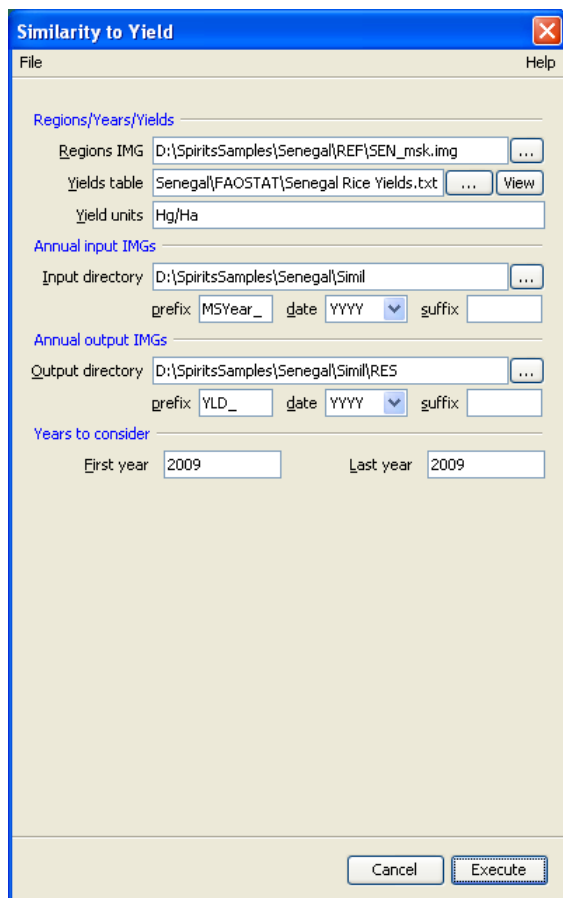 Similarity to Yield
File Help
Regions/Years/Yields
Regions IMG D:\SpiritsSamples\Senegal\REF\SEN_msk.img ...
Yields table Senegal\FAOSTAT\Senegal Rice Yields.txt ... View
Yield units Hg/Ha
Annual input IMGs
Input directory D:\SpiritsSamples\Senegal\Simil ...
prefix MSYear_ date YYYY suffix
Annual output IMGs
Output directory D:\SpiritsSamples\Senegal\Simil\RES ...
prefix YLD_ date YYYY suffix
Years to consider
First year 2009 Last year 2009
Cancel Execute